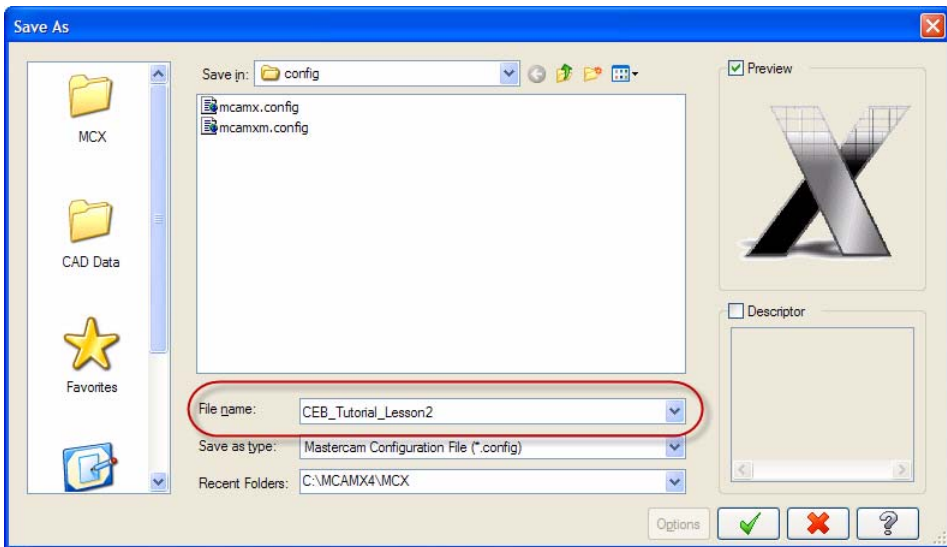 Save As
MCX
CAD Data
Favorites
Save in: config
mcamx.config
mcamxm.config
File name: CEB_Tutorial_Lesson2
Save as type: Mastercam Configuration File (*.config)
Recent Folders: C:\MCAMX4\MCX
Preview
Descriptor
Options